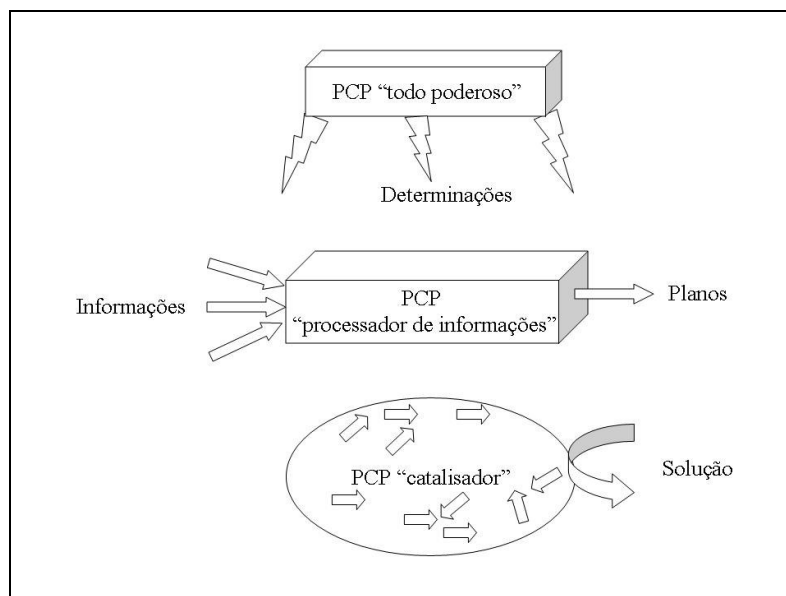 PCP “todo poderoso”
Determinações
Informações
PCP
“processador de informações”
Planos
PCP “catalisador”
Solução